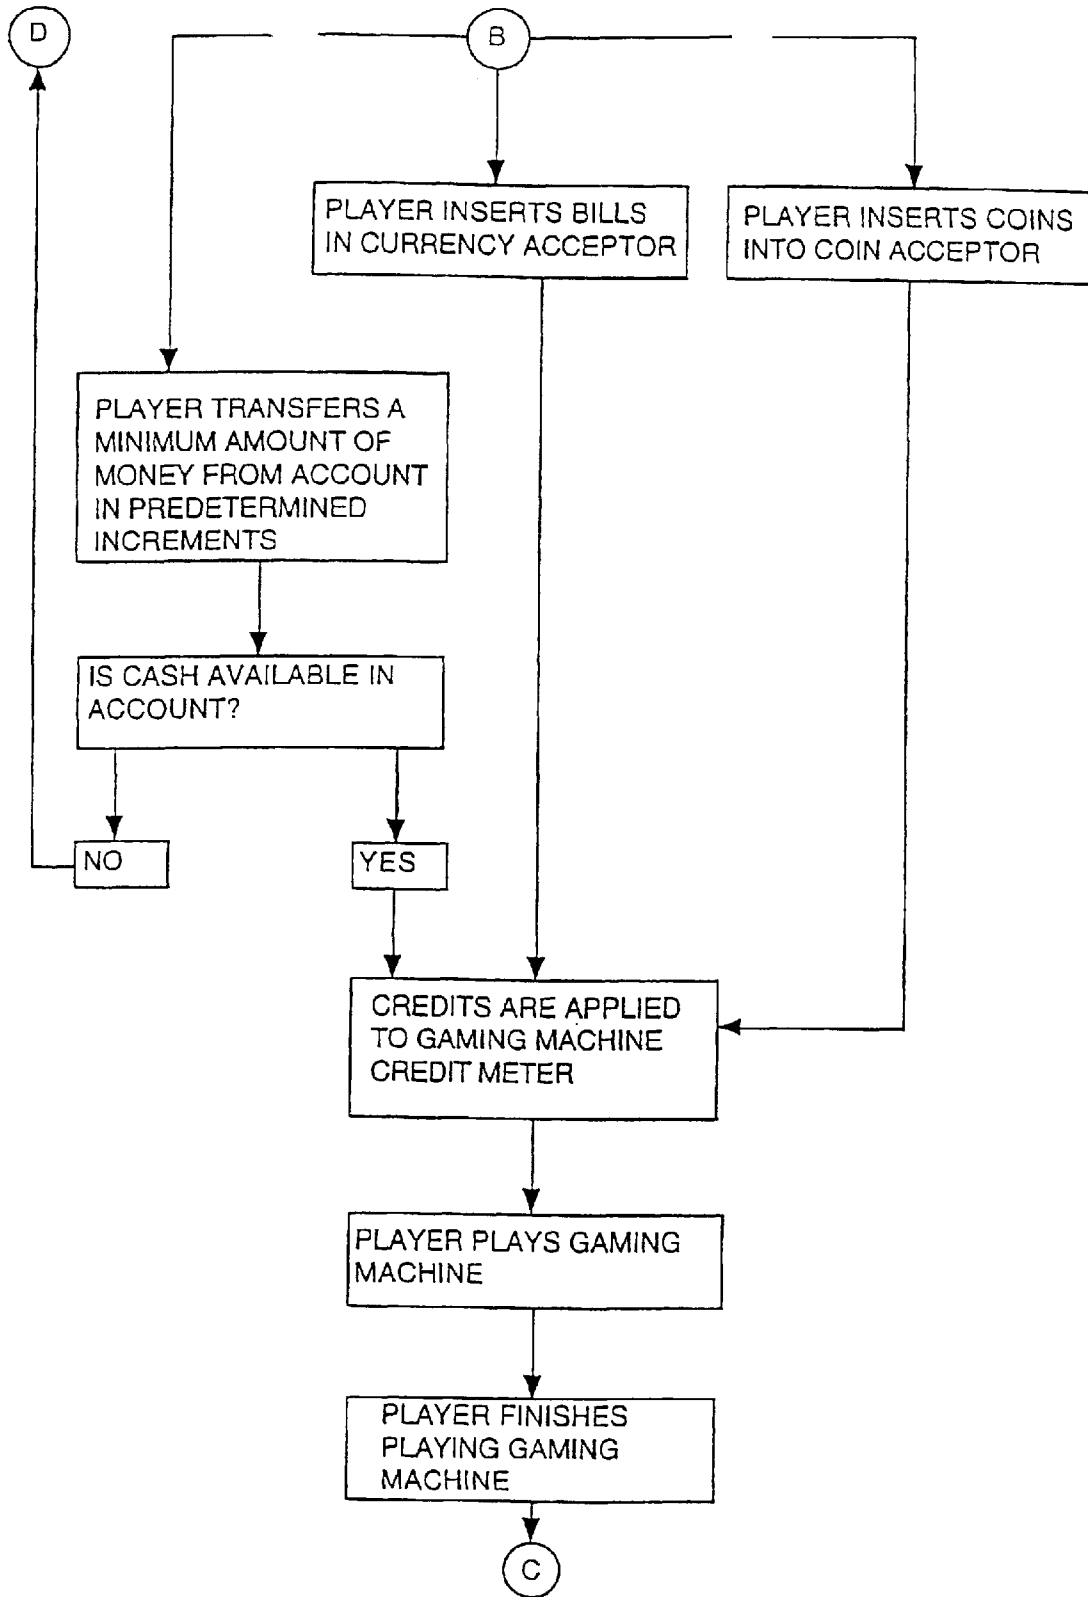 D
B
PLAYER INSERTS BILLS
IN CURRENCY ACCEPTOR
PLAYER INSERTS COINS
INTO COIN ACCEPTOR
PLAYER TRANSFERS A
MINIMUM AMOUNT OF
MONEY FROM ACCOUNT
IN PREDETERMINED
INCREMENTS
IS CASH AVAILABLE IN
ACCOUNT?
NO
YES
CREDITS ARE APPLIED
TO GAMING MACHINE
CREDIT METER
PLAYER PLAYS GAMING
MACHINE
PLAYER FINISHES
PLAYING GAMING
MACHINE
C